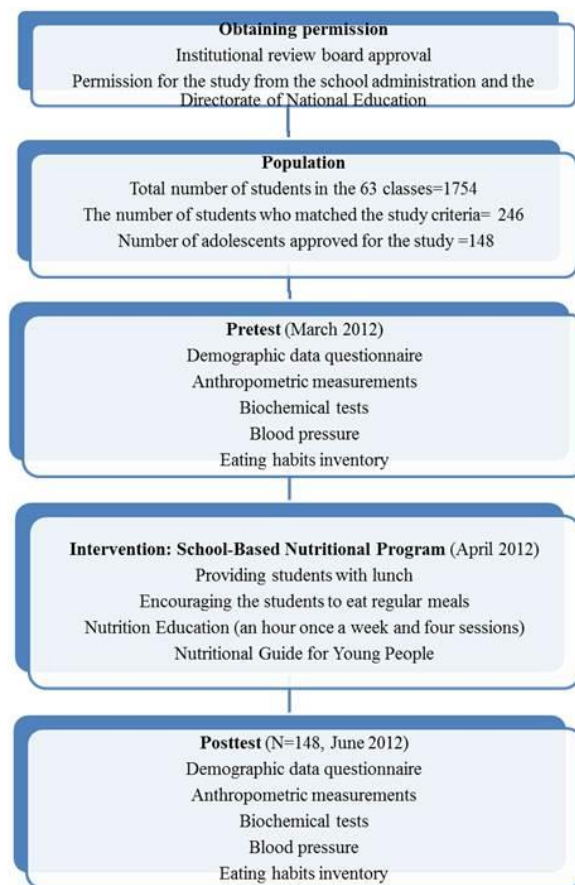 Obtaining permission
Institutional review board approval
Permission for the study from the school administration and the
Directorate of National Education
Population
Total number of students in the 63 classes=1754
The number of students who matched the study criteria= 246
Number of adolescents approved for the study =148
Pretest (March 2012)
Demographic data questionnaire
Anthropometric measurements
Biochemical tests
Blood pressure
Eating habits inventory
Intervention: School-Based Nutritional Program (April 2012)
Providing students with lunch
Encouraging the students to eat regular meals
Nutrition Education (an hour once a week and four sessions)
Nutritional Guide for Young People
Posttest (N=148, June 2012)
Demographic data questionnaire
Anthropometric measurements
Biochemical tests
Blood pressure
Eating habits inventory